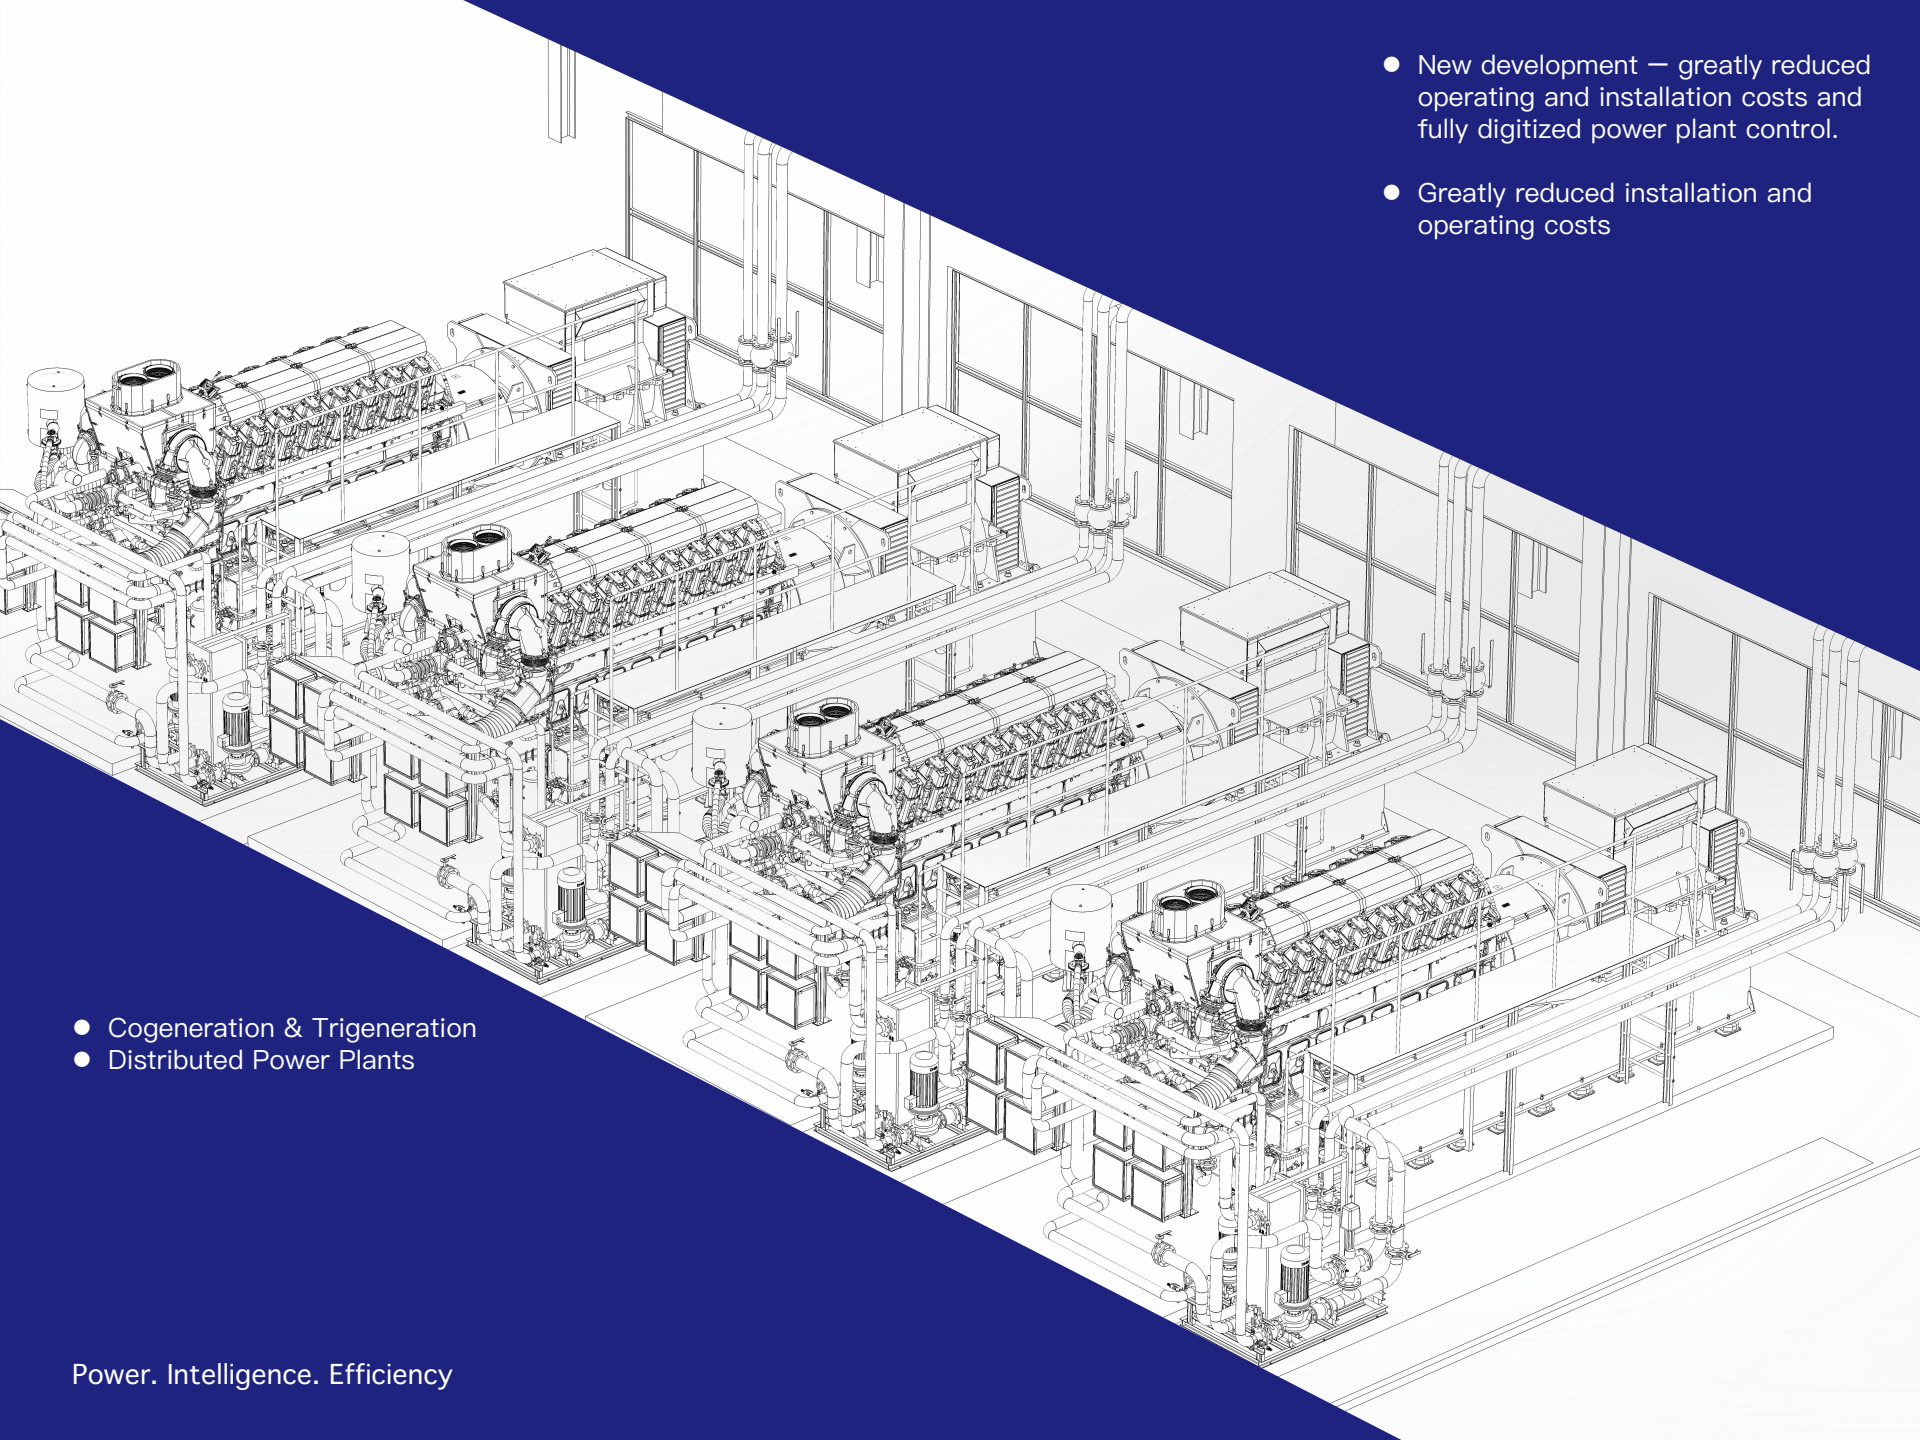 ● New development — greatly reduced
operating and installation costs and
fully digitized power plant control.
● Greatly reduced installation and
operating costs
● Cogeneration & Trigeneration
● Distributed Power Plants
Power. Intelligence. Efficiency